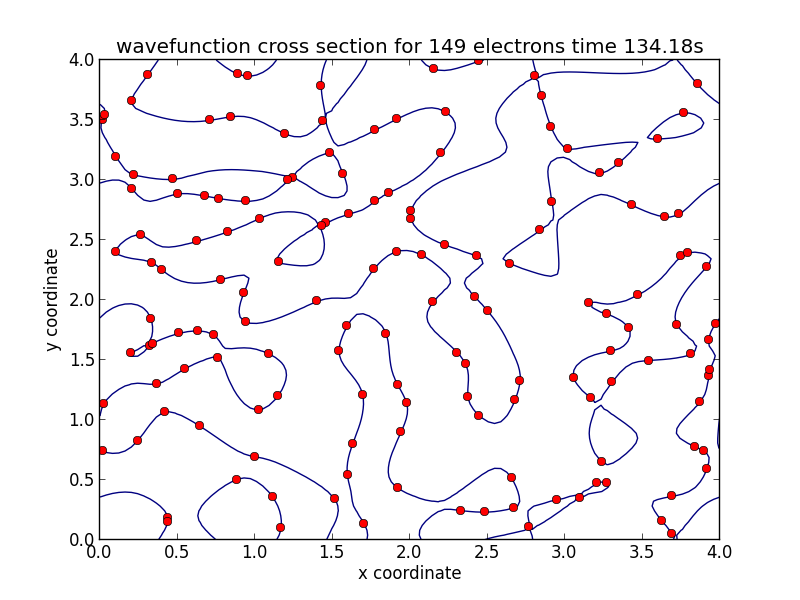 wavefunction cross section for 149 electrons time 134.18s
4.0
3.5
3.0
2.5
2.0
1.5
1.0
0.5
0.0
y coordinate
0.0 0.5 1.0 1.5 2.0 2.5 3.0 3.5 4.0
x coordinate